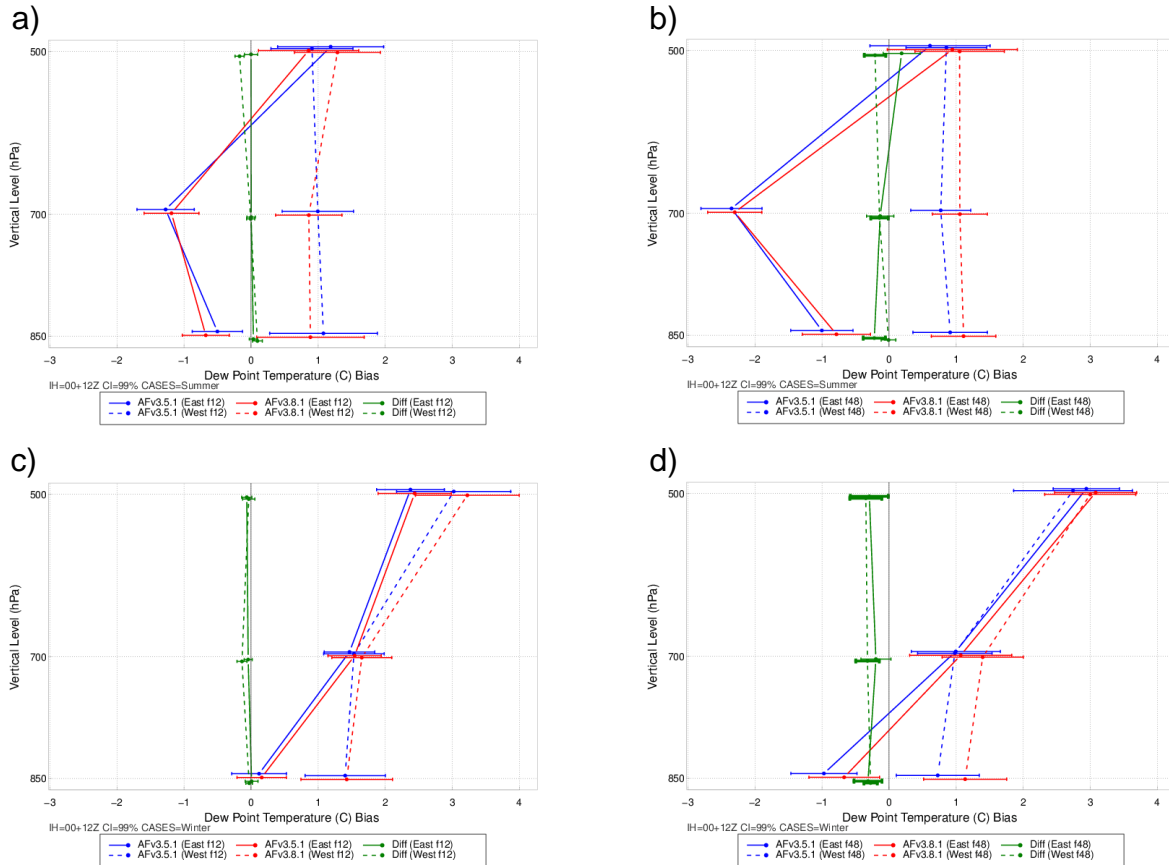 a)
500
700
850
Vertical Level (hPa)
−3 −2 −1 0 1 2 3 4
Dew Point Temperature (C) Bias
IH=00+12Z CI=99% CASES=Summer
AFv3.5.1 (East f12) AFv3.8.1 (East f12) Diff (East f12)
AFv3.5.1 (West f12) AFv3.8.1 (West f12) Diff (West f12)
b)
500
700
850
Vertical Level (hPa)
−3 −2 −1 0 1 2 3 4
Dew Point Temperature (C) Bias
IH=00+12Z CI=99% CASES=Summer
AFv3.5.1 (East f48) AFv3.8.1 (East f48) Diff (East f48)
AFv3.5.1 (West f48) AFv3.8.1 (West f48) Diff (West f48)
c)
500
700
850
Vertical Level (hPa)
−3 −2 −1 0 1 2 3 4
Dew Point Temperature (C) Bias
IH=00+12Z CI=99% CASES=Winter
AFv3.5.1 (East f12) AFv3.8.1 (East f12) Diff (East f12)
AFv3.5.1 (West f12) AFv3.8.1 (West f12) Diff (West f12)
d)
500
700
850
Vertical Level (hPa)
−3 −2 −1 0 1 2 3 4
Dew Point Temperature (C) Bias
IH=00+12Z CI=99% CASES=Winter
AFv3.5.1 (East f48) AFv3.8.1 (East f48) Diff (East f48)
AFv3.5.1 (West f48) AFv3.8.1 (West f48) Diff (West f48)